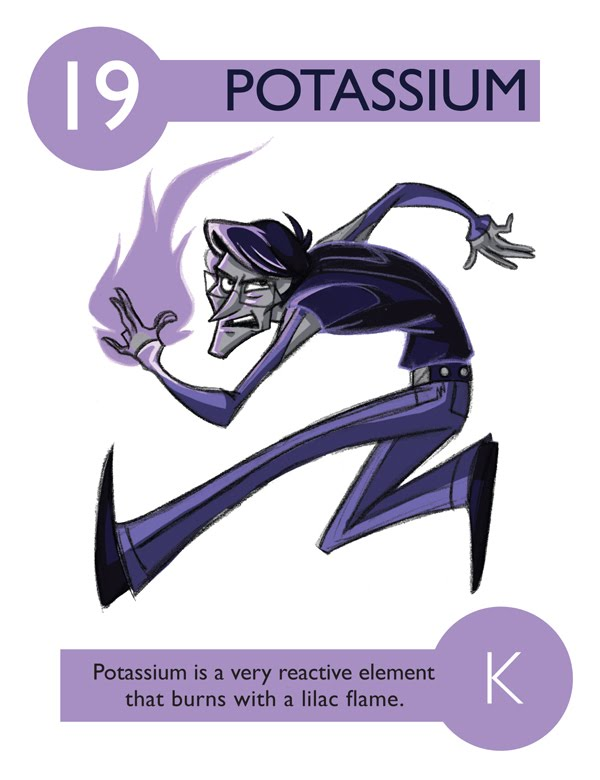 19
POTASSIUM
Potassium is a very reactive element
that burns with a lilac flame.
K